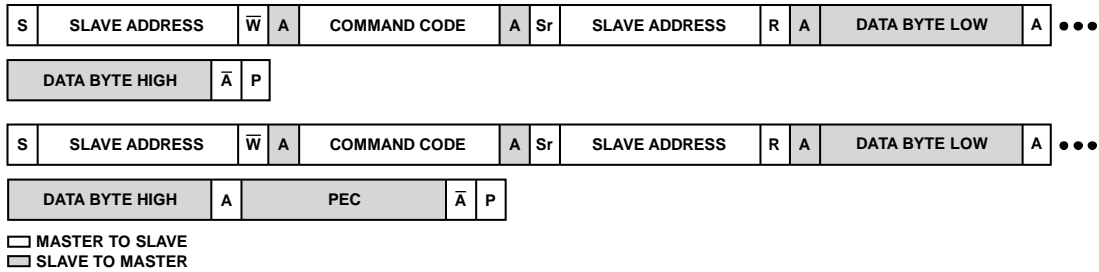 S SLAVE ADDRESS W̅ A COMMAND CODE A Sr SLAVE ADDRESS R A DATA BYTE LOW A •••
DATA BYTE HIGH A̅ P
S SLAVE ADDRESS W̅ A COMMAND CODE A Sr SLAVE ADDRESS R A DATA BYTE LOW A •••
DATA BYTE HIGH A PEC A̅ P
MASTER TO SLAVE
SLAVE TO MASTER